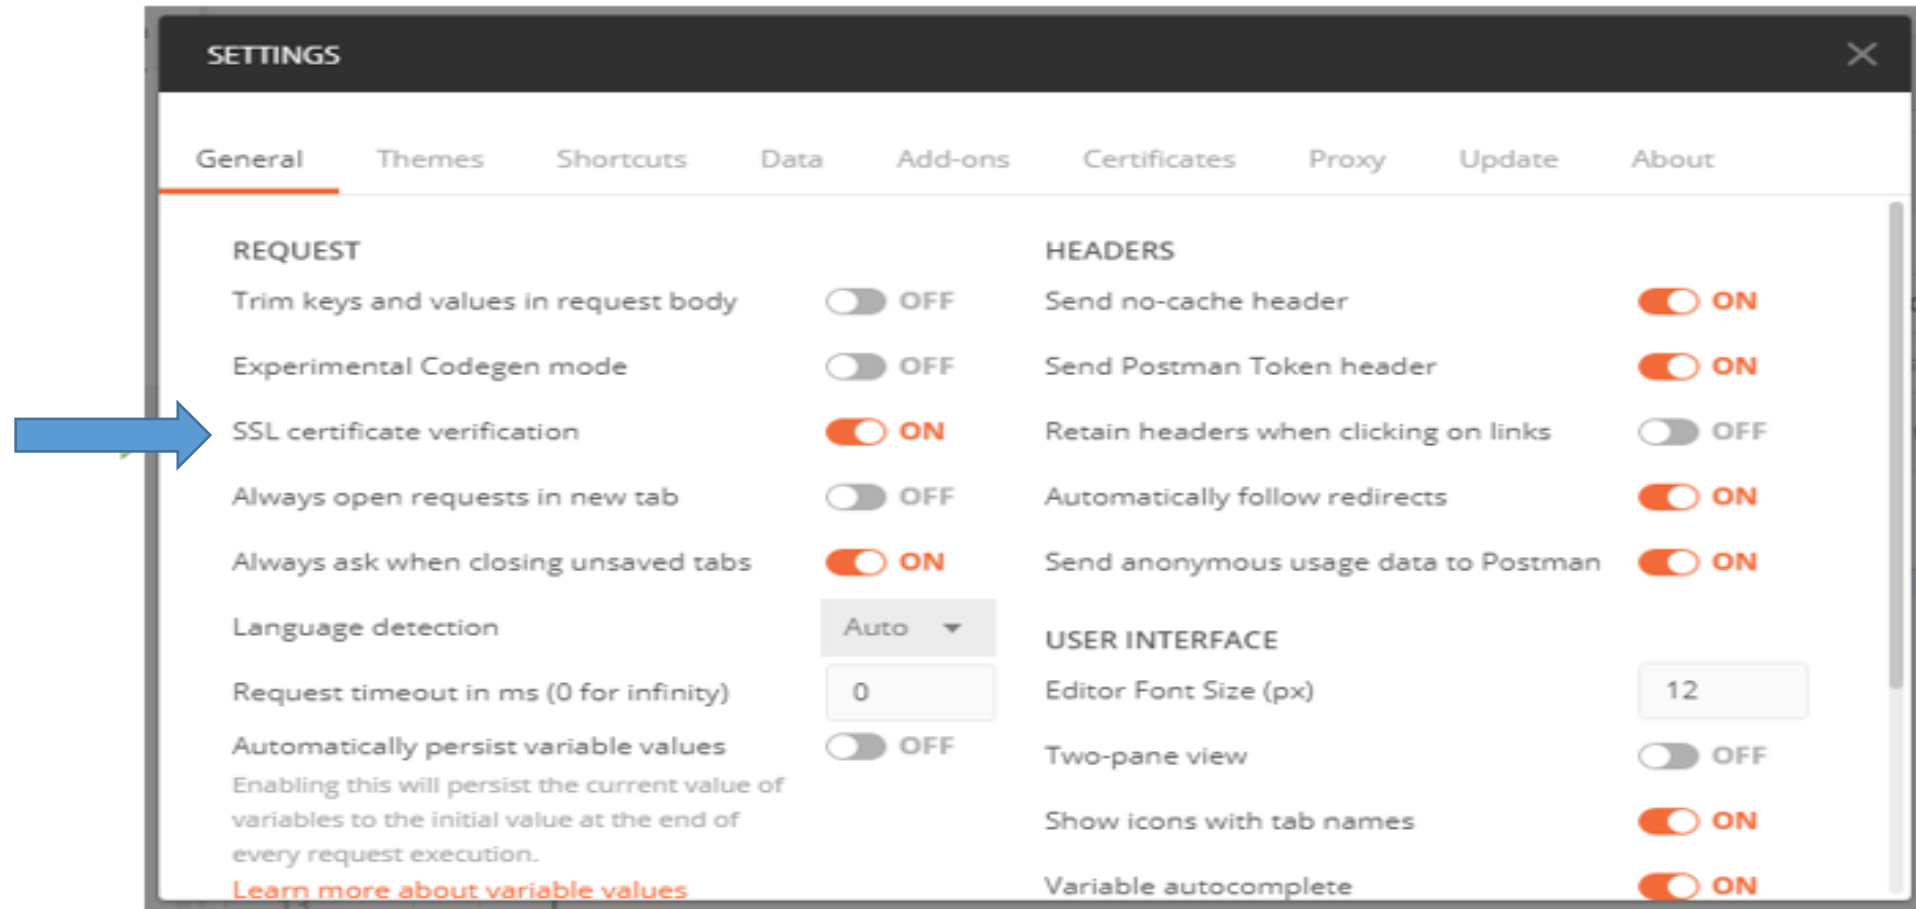 SETTINGS
General Themes Shortcuts Data Add-ons Certificates Proxy Update About
REQUEST
Trim keys and values in request body OFF
Experimental Codegen mode OFF
SSL certificate verification ON
Always open requests in new tab OFF
Always ask when closing unsaved tabs ON
Language detection Auto
Request timeout in ms (0 for infinity) 0
Automatically persist variable values OFF
Enabling this will persist the current value of
variables to the initial value at the end of
every request execution.
Learn more about variable values
HEADERS
Send no-cache header ON
Send Postman Token header ON
Retain headers when clicking on links OFF
Automatically follow redirects ON
Send anonymous usage data to Postman ON
USER INTERFACE
Editor Font Size (px) 12
Two-pane view OFF
Show icons with tab names ON
Variable autocomplete ON